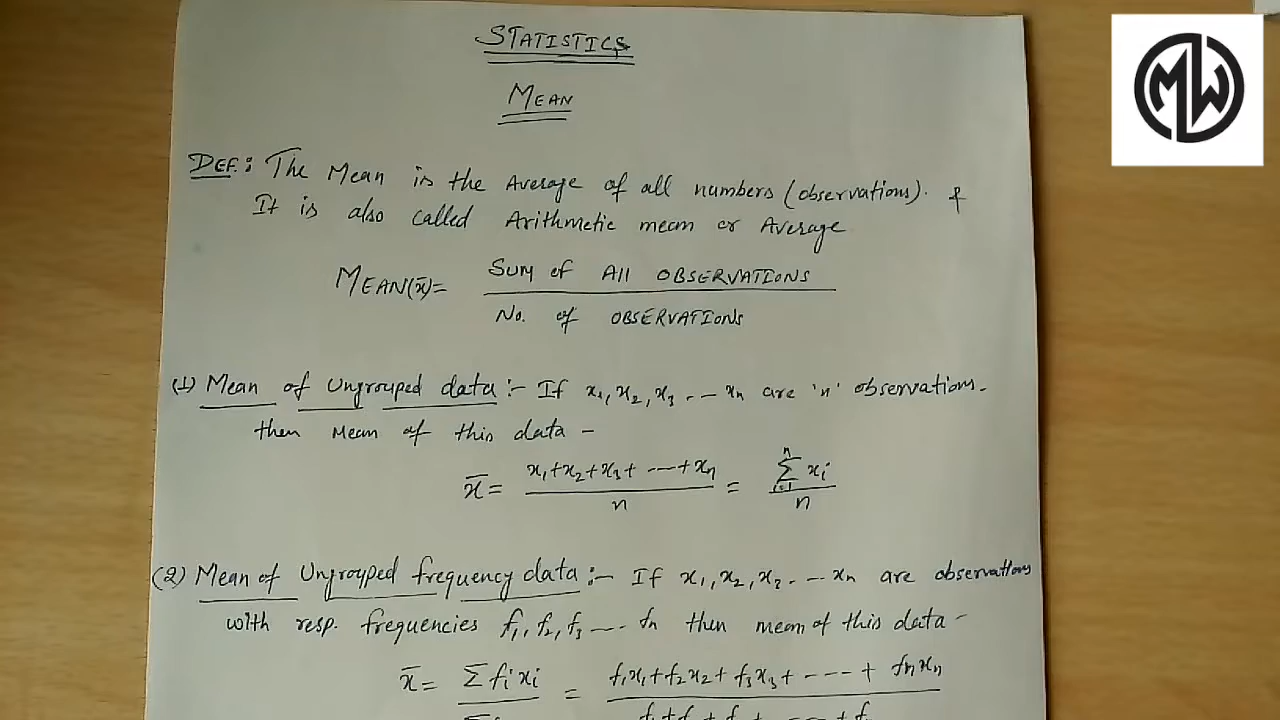 STATISTICS
MEAN
DEF: The Mean is the Average of all numbers (observations). &
It is also called Arithmetic mean or Average
MEAN(x̄)= SUM of All OBSERVATIONS
No. of OBSERVATIONS
(1) Mean of Ungrouped data :- If x₁, x₂, x₃ --- xₙ are 'n' observations.
then Mean of this data -
x̄ = x₁+x₂+x₃+ ----+xₙ / n = ∑ⁿᵢ₌₁ xᵢ / n
(2) Mean of Ungrouped frequency data :- If x₁, x₂, x₃ --- xₙ are observations
with resp. frequencies f₁, f₂, f₃ --- fₙ then mean of this data -
x̄ = Σfᵢxᵢ = f₁x₁+f₂x₂+f₃x₃+ ---- + fₙxₙ
MW